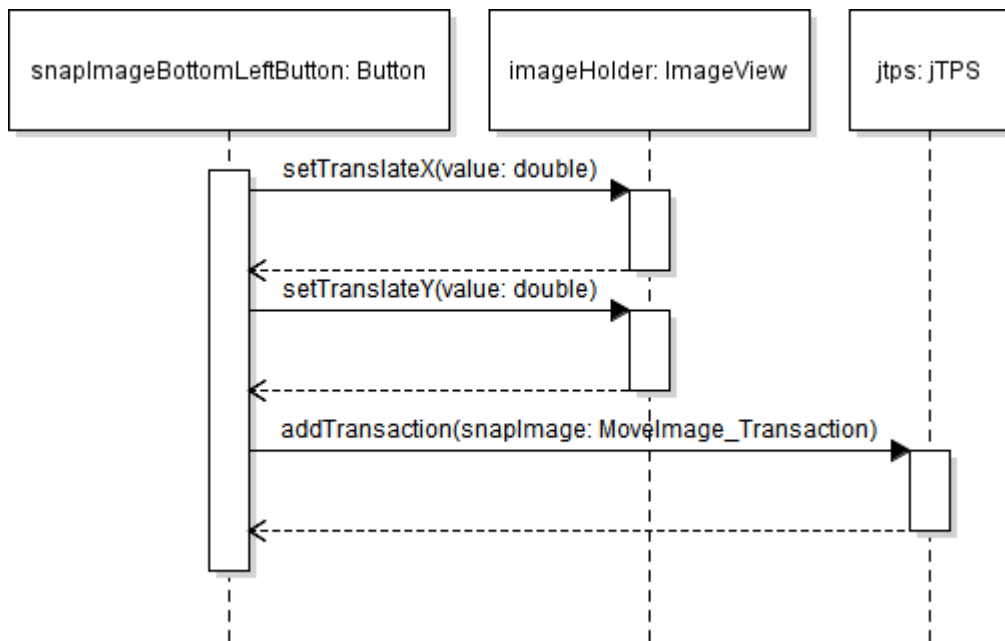 snapImageBottomLeftButton: Button
imageHolder: ImageView
jtps: jTPS
setTranslateX(value: double)
setTranslateY(value: double)
addTransaction(snapImage: MoveImage_Transaction)